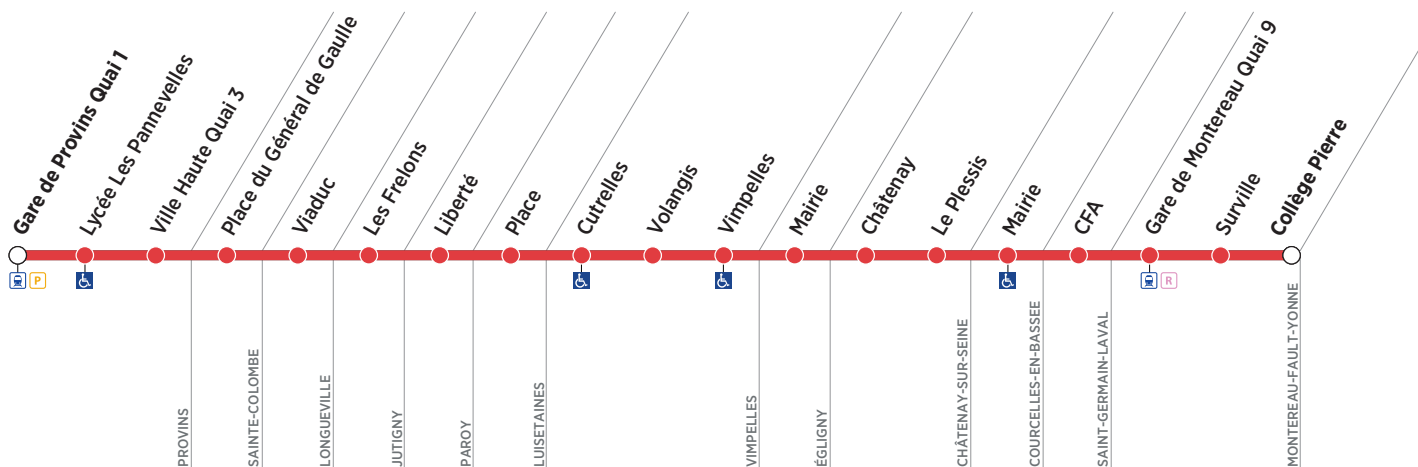 Gare de Provins Quai 1
Lycée Les Pannevelles
Ville Haute Quai 3
Place du Général de Gaulle
Viaduc
Les Frelons
Liberté
Place
Cutrelles
Volangis
Vimpelles
Mairie
Châtenay
Le Plessis
Mairie
CFA
Gare de Montereau Quai 9
Surville
Collège Pierre
P
R
PROVINS
SAINTE-COLOMBE
LONGUEVILLE
JUTIGNY
PAROY
LUISETAINES
VIMPELLES
ÉGLIGNY
CHÂTENAY-SUR-SEINE
COURCELLES-EN-BASSEE
SAINT-GERMAIN-LAVAL
MONTEREAU-FAULT-YONNE